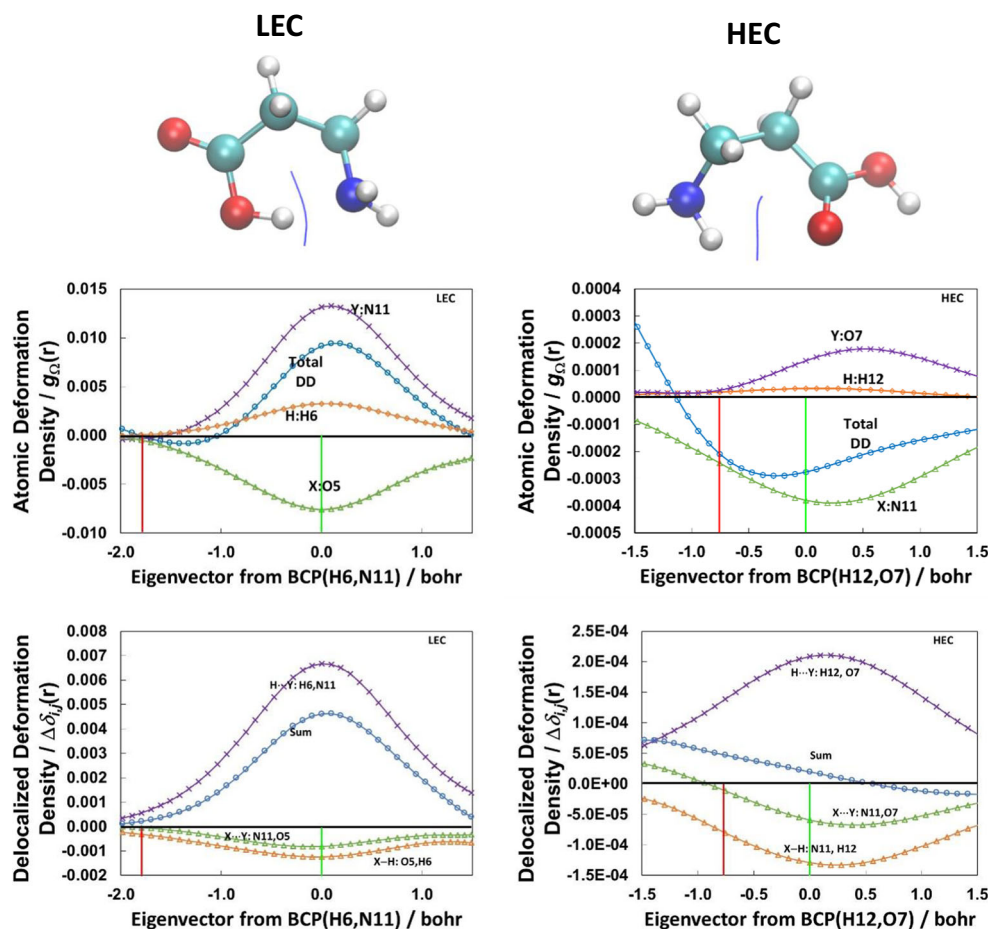 LEC
HEC
Atomic Deformation
Density / gΩ(r)
0.015
0.010
0.005
0.000
-0.005
-0.010
-2.0
-1.0
0.0
1.0
LEC
Y:N11
Total
DD
H:H6
X:O5
Eigenvector from BCP(H6,N11) / bohr
Atomic Deformation
Density / gΩ(r)
0.0004
0.0003
0.0002
0.0001
0.0000
-0.0001
-0.0002
-0.0003
-0.0004
-0.0005
-1.5
-1.0
-0.5
0.0
0.5
1.0
1.5
HEC
Y:O7
H:H12
Total
DD
X:N11
Eigenvector from BCP(H12,O7) / bohr
Delocalized Deformation
Density / Δδi,j(r)
0.008
0.007
0.006
0.005
0.004
0.003
0.002
0.001
0.000
-0.001
-0.002
-2.0
-1.0
0.0
1.0
LEC
H···Y: H6,N11
Sum
X···Y: N11,O5
X–H: O5,H6
Eigenvector from BCP(H6,N11) / bohr
Delocalized Deformation
Density / Δδi,j(r)
2.5E-04
2.0E-04
1.5E-04
1.0E-04
5.0E-05
0.0E+00
-5.0E-05
-1.0E-04
-1.5E-04
-1.5
-1.0
-0.5
0.0
0.5
1.0
1.5
HEC
H···Y: H12, O7
Sum
X···Y: N11,O7
X–H: N11, H12
Eigenvector from BCP(H12,O7) / bohr